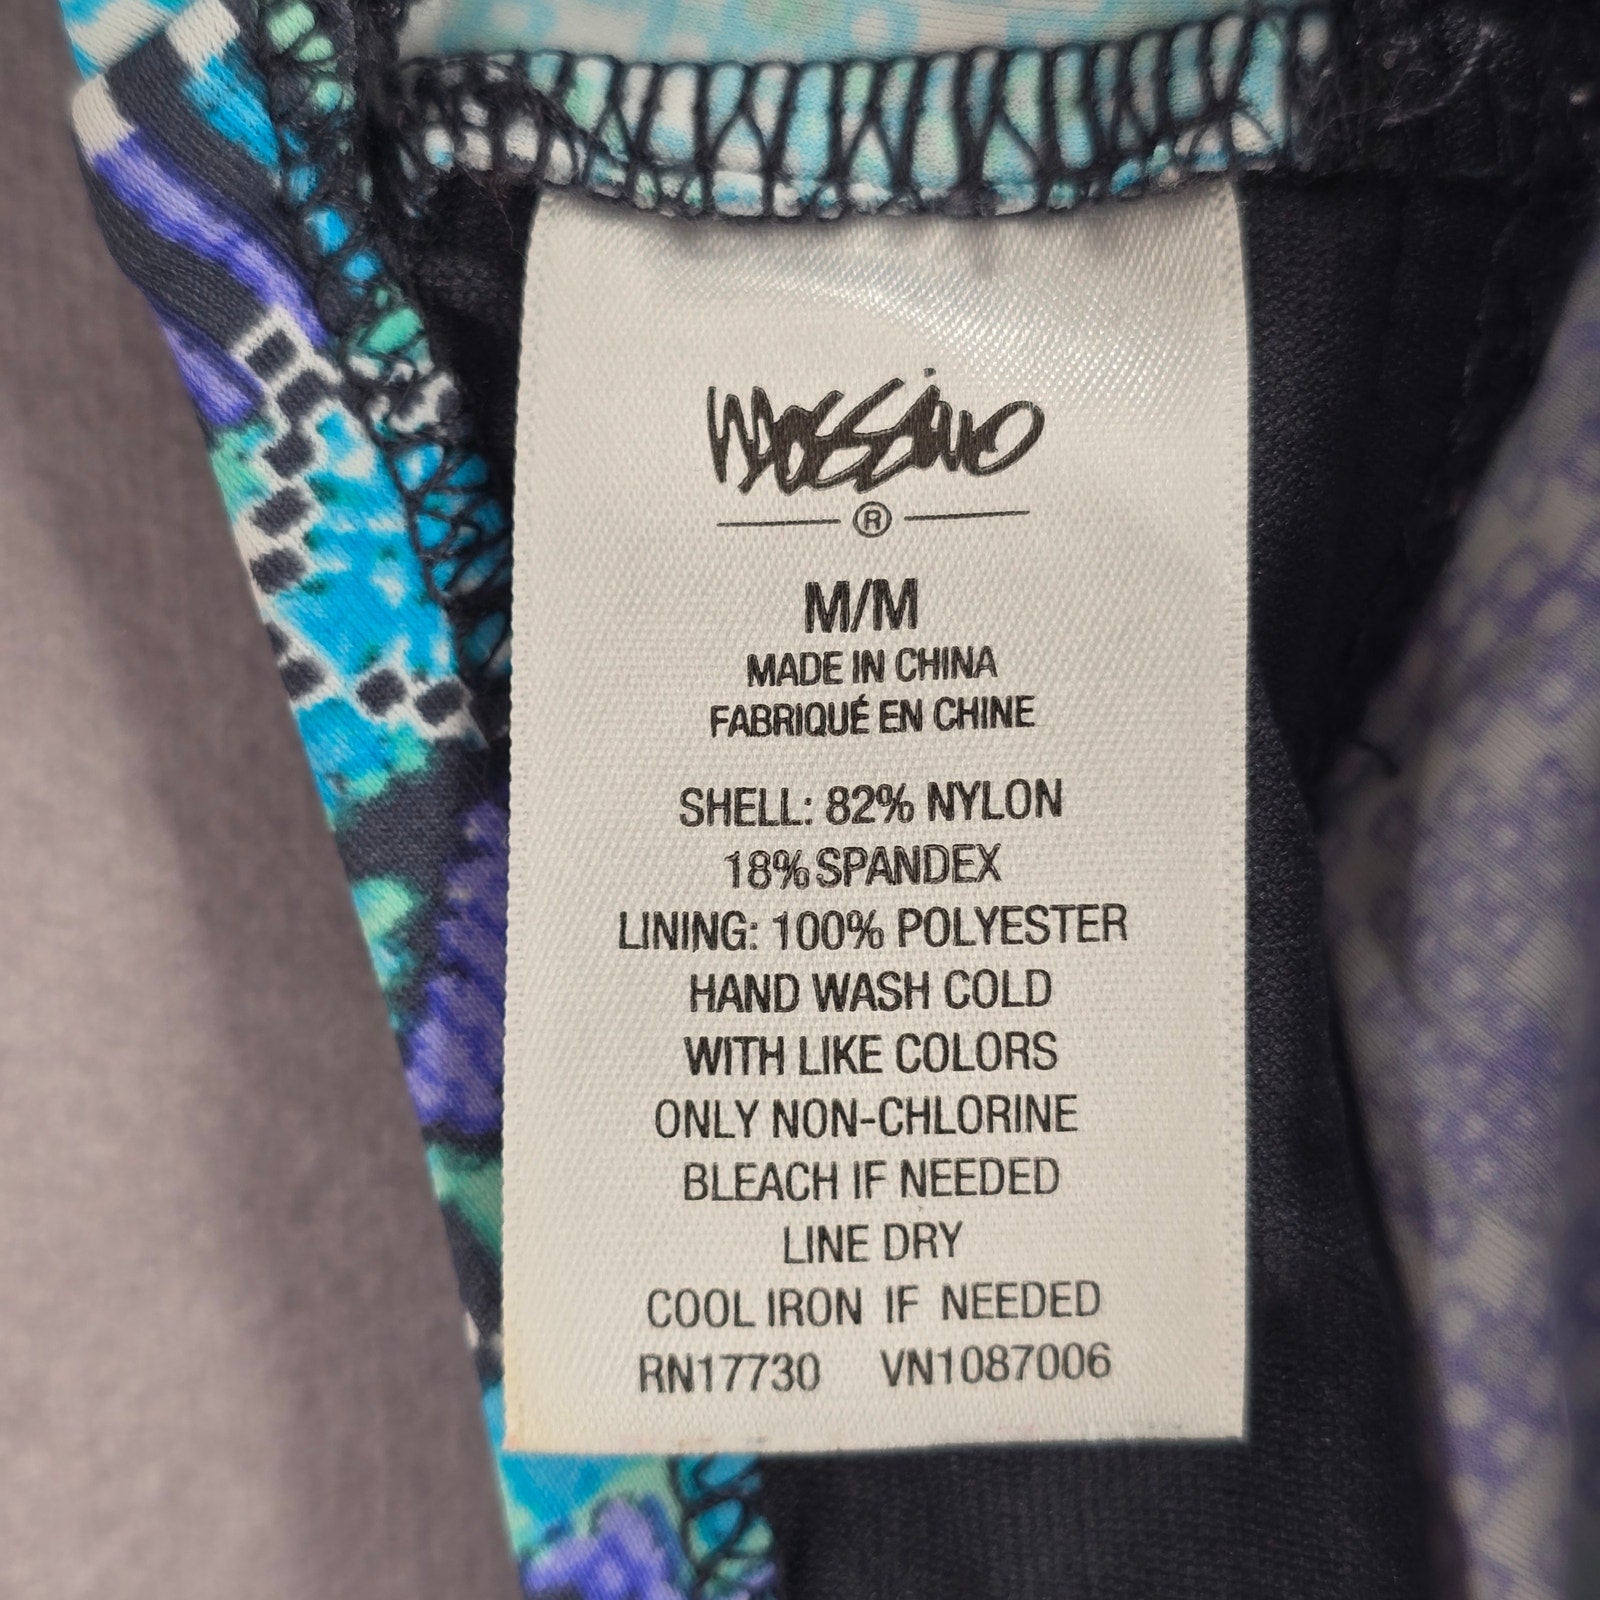 Mossimo
®
M/M
MADE IN CHINA
FABRIQUÉ EN CHINE
SHELL: 82% NYLON
18% SPANDEX
LINING: 100% POLYESTER
HAND WASH COLD
WITH LIKE COLORS
ONLY NON-CHLORINE
BLEACH IF NEEDED
LINE DRY
COOL IRON IF NEEDED
RN17730 VN1087006